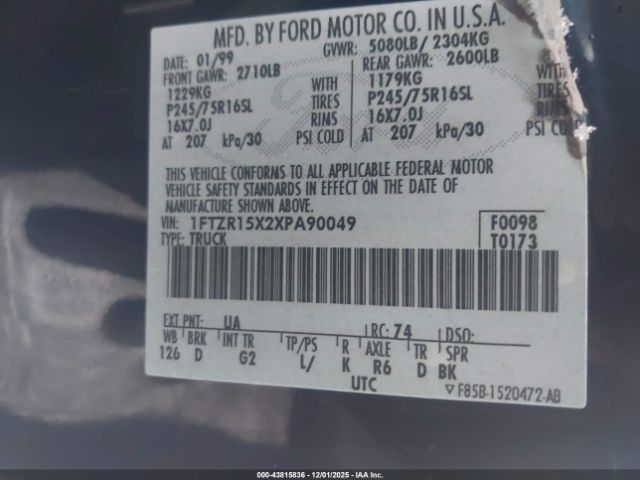 MFD. BY FORD MOTOR CO. IN U.S.A.
DATE: 01/99 GVWR: 5080LB/ 2304KG
FRONT GAWR: 2710LB REAR GAWR: 2600LB
1229KG 1179KG
P245/75R16SL WITH TIRES P245/75R16SL WITH TIRES
16X7.0J RIMS 16X7.0J RIMS
AT 207 kPa/30 PSI COLD AT 207 kPa/30 PSI COLD
THIS VEHICLE CONFORMS TO ALL APPLICABLE FEDERAL MOTOR
VEHICLE SAFETY STANDARDS IN EFFECT ON THE DATE OF
MANUFACTURE SHOWN ABOVE.
VIN: 1FTZR15X2XPA90049 F0098
TYPE: TRUCK T0173
EXT PNT: UA RC: 74 DSO:
WB BRK INT TR TP/PS R AXLE TR SPR
126 D G2 L/ K R6 D BK
UTC ▽ F85B-1520472-AB
000-43815836 - 12/01/2025 - IAAI, Inc.